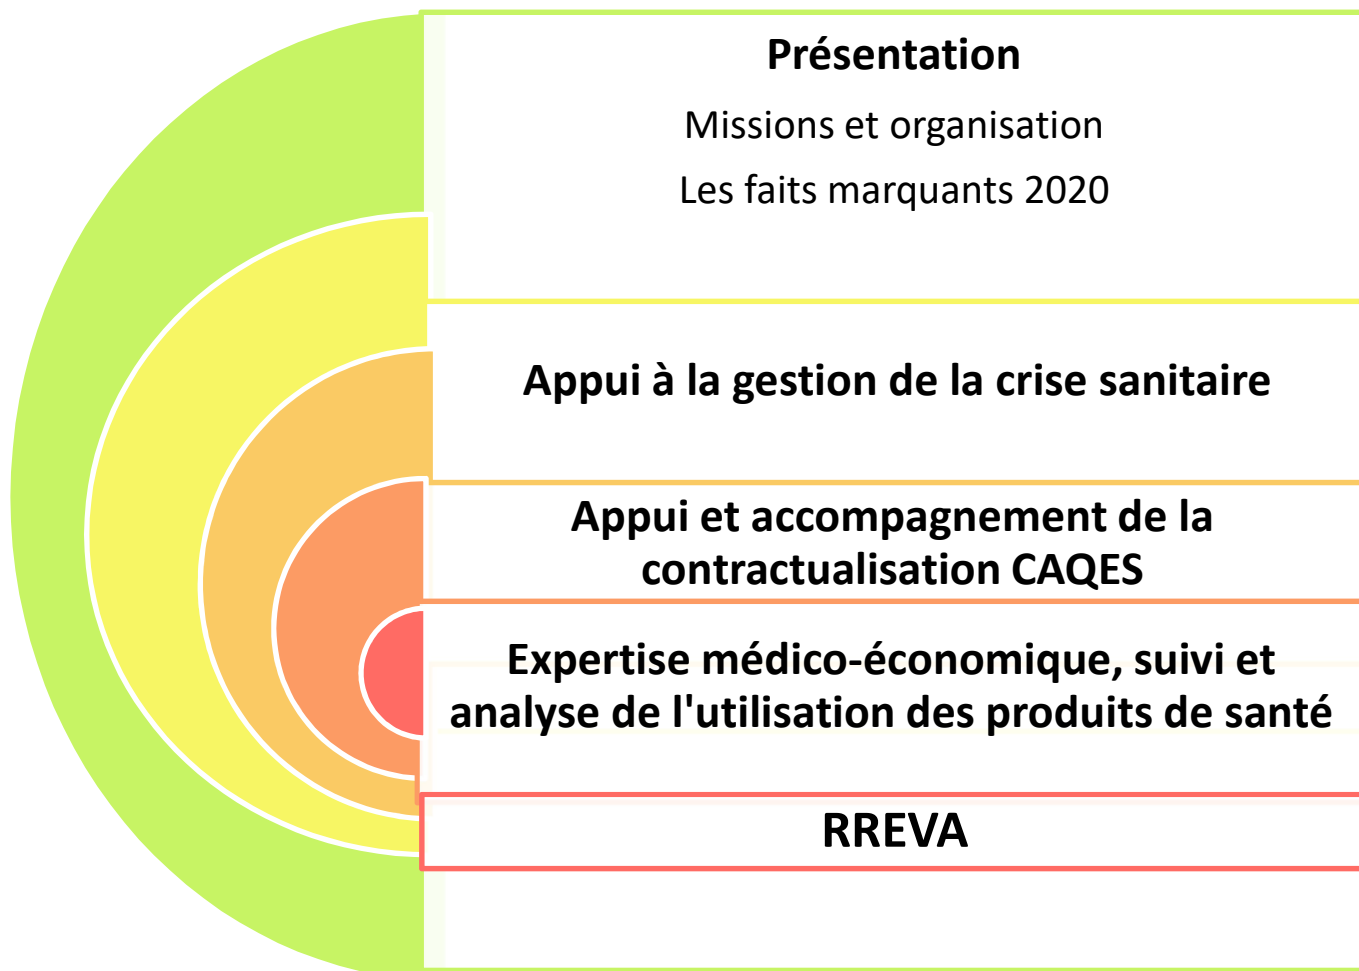 Présentation
Missions et organisation
Les faits marquants 2020
Appui à la gestion de la crise sanitaire
Appui et accompagnement de la
contractualisation CAQES
Expertise médico-économique, suivi et
analyse de l'utilisation des produits de santé
RREVA